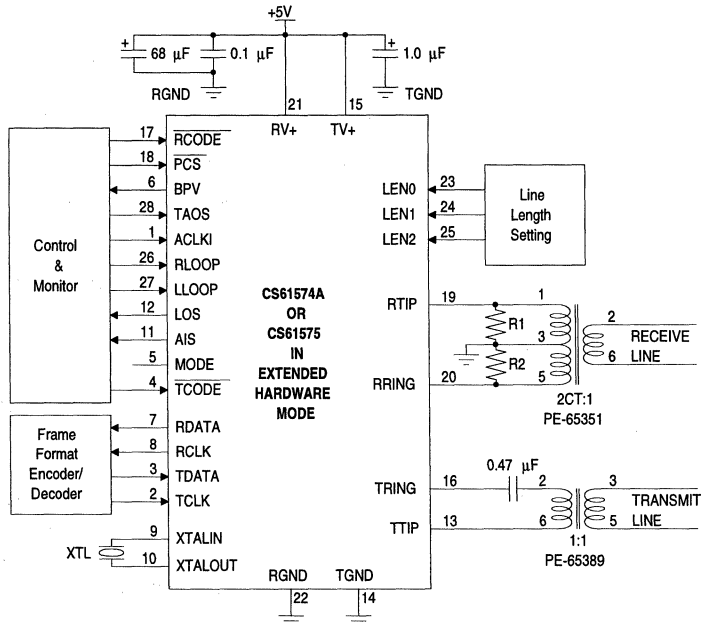 +5V
+ 68 µF
0.1 µF
+ 1.0 µF
RGND
TGND
21
15
RV+
TV+
Control
&
Monitor
17 RCODE
18 PCS
6 BPV
28 TAOS
1 ACLKI
26 RLOOP
27 LLOOP
12 LOS
11 AIS
5 MODE
4 TCODE
Frame
Format
Encoder/
Decoder
7 RDATA
8 RCLK
3 TDATA
2 TCLK
XTL
9 XTALIN
10 XTALOUT
CS61574A
OR
CS61575
IN
EXTENDED
HARDWARE
MODE
LEN0 23
LEN1 24
LEN2 25
Line
Length
Setting
RTIP 19
R1
R2
RRING 20
1
3
5
2
6
RECEIVE
LINE
2CT:1
PE-65351
TRING 16
0.47 µF
TTIP 13
2
6
3
5
TRANSMIT
LINE
1:1
PE-65389
RGND
TGND
22
14